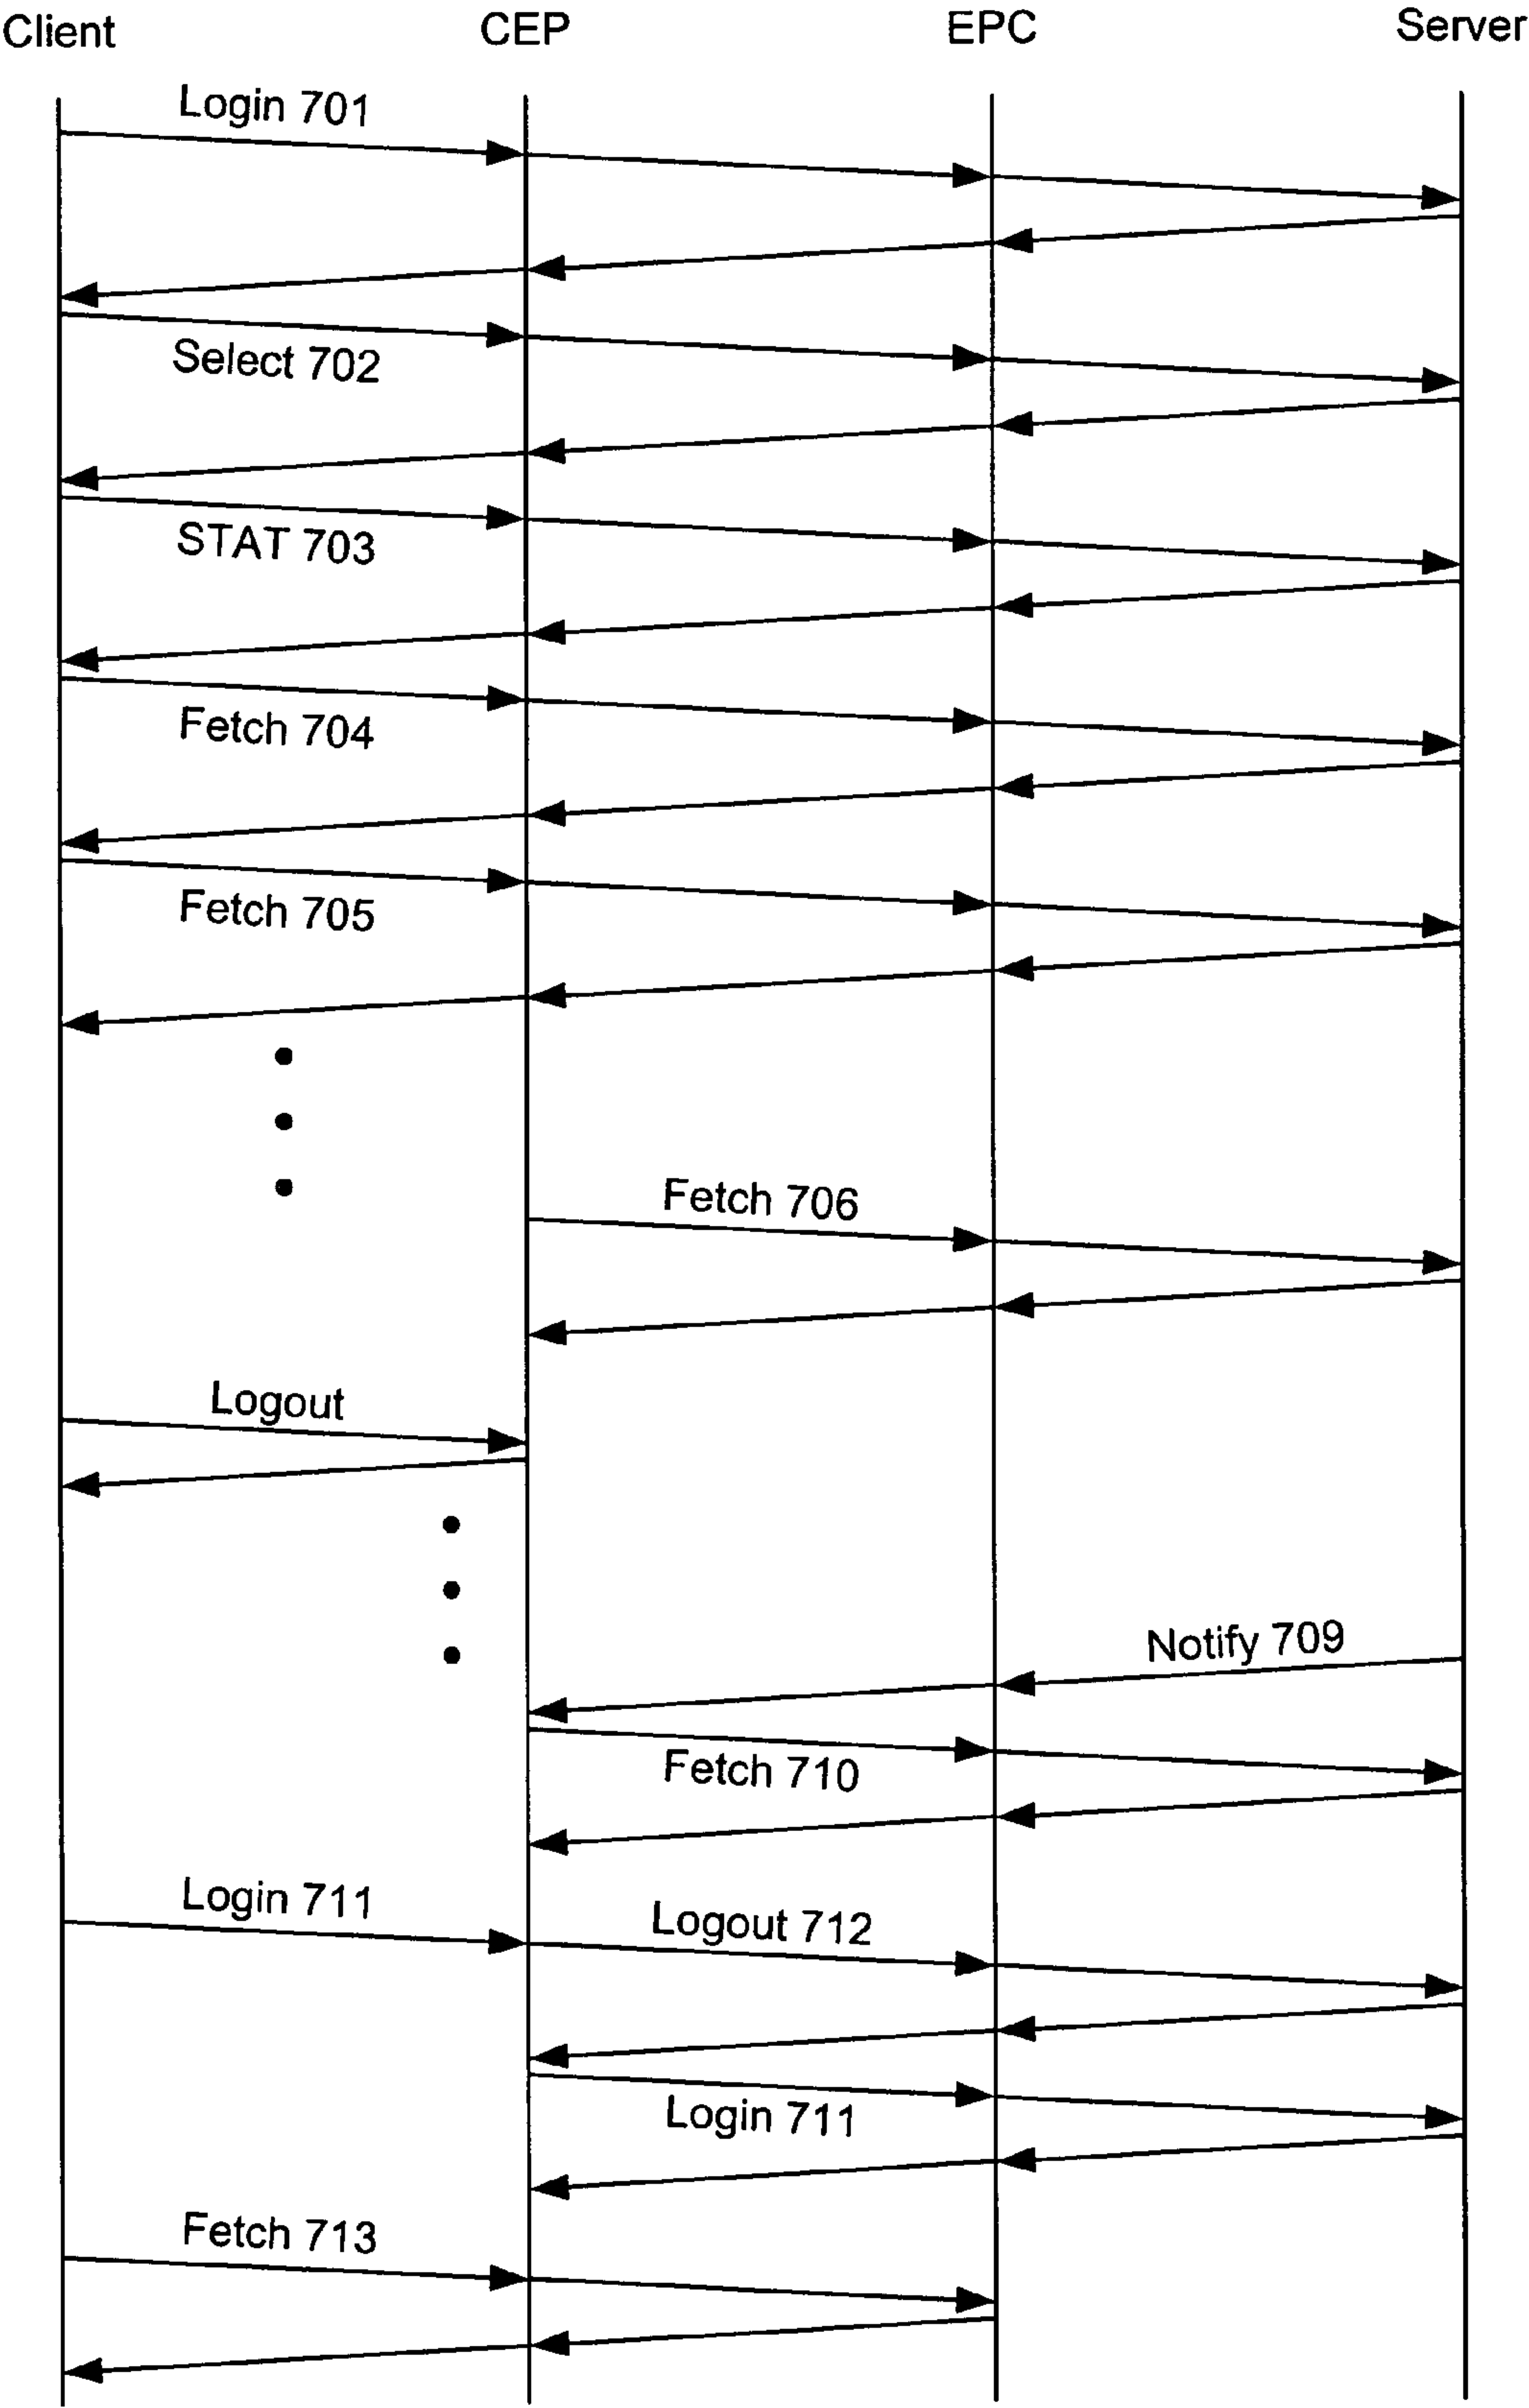 Client CEP EPC Server
Login 701
Select 702
STAT 703
Fetch 704
Fetch 705
Fetch 706
Logout
Notify 709
Fetch 710
Login 711
Logout 712
Login 711
Fetch 713